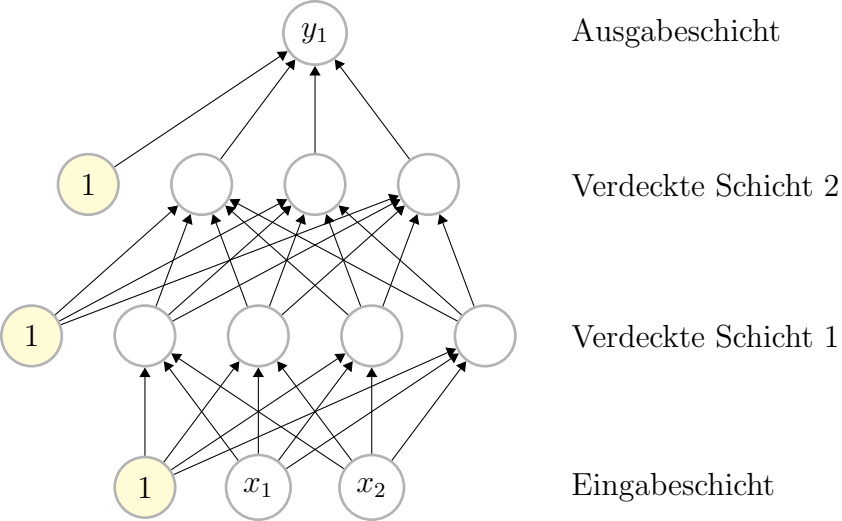 y₁ Ausgabeschicht
1 Verdeckte Schicht 2
1 Verdeckte Schicht 1
1 x₁ x₂ Eingabeschicht